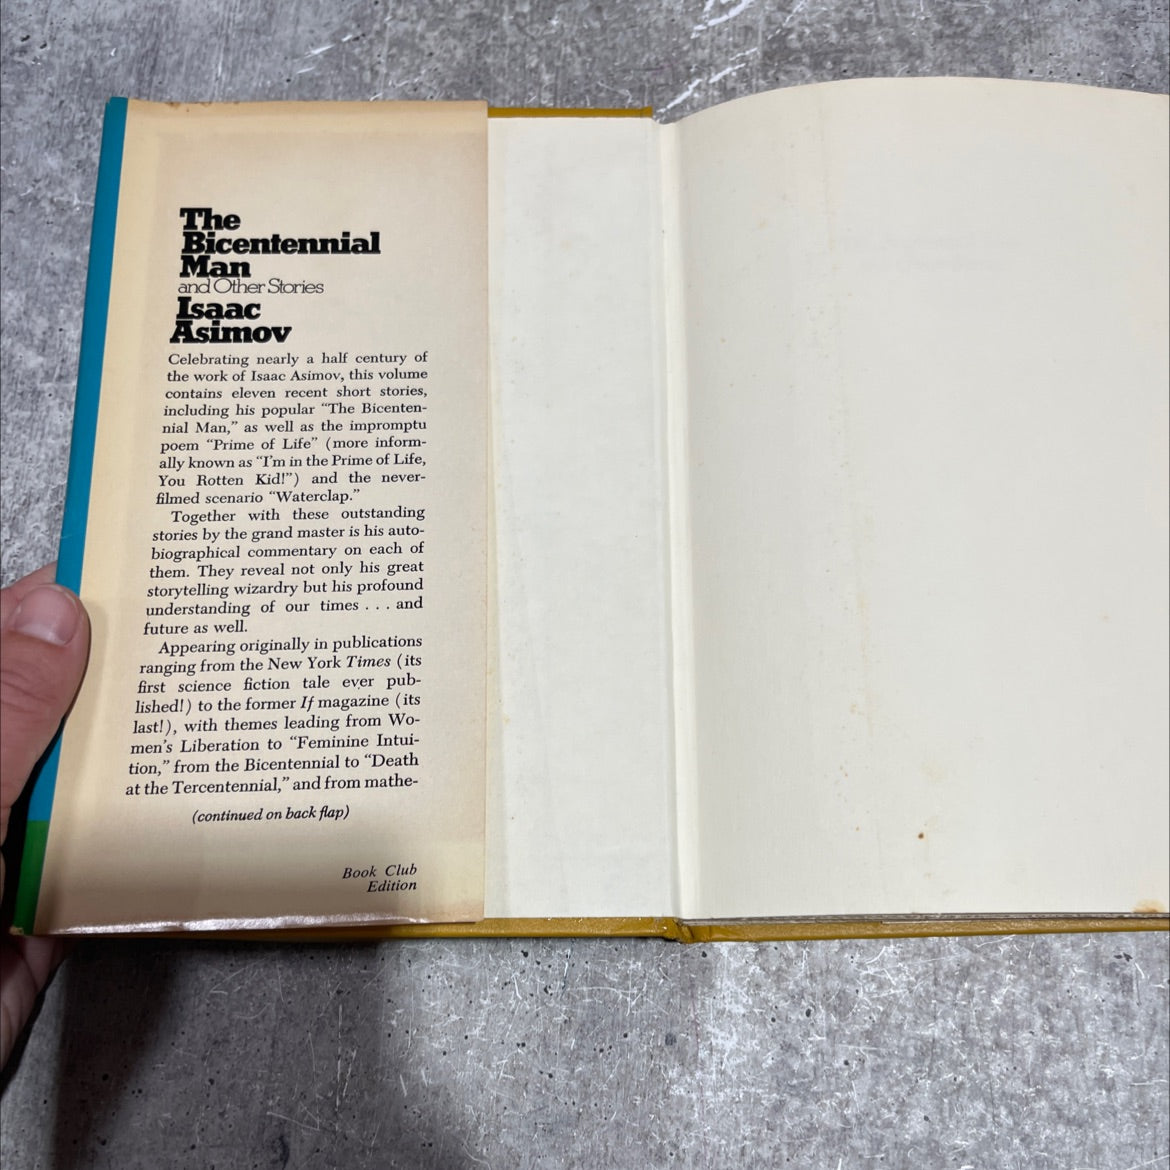 The
Bicentennial
Man
and Other Stories
Isaac
Asimov
Celebrating nearly a half century of
the work of Isaac Asimov, this volume
contains eleven recent short stories,
including his popular “The Bicenten-
nial Man,” as well as the impromptu
poem “Prime of Life” (more inform-
ally known as “I’m in the Prime of Life,
You Rotten Kid!”) and the never-
filmed scenario “Waterclap.”
Together with these outstanding
stories by the grand master is his auto-
biographical commentary on each of
them. They reveal not only his great
storytelling wizardry but his profound
understanding of our times . . . and
future as well.
Appearing originally in publications
ranging from the New York Times (its
first science fiction tale ever pub-
lished!) to the former If magazine (its
last!), with themes leading from Wo-
men’s Liberation to “Feminine Intui-
tion,” from the Bicentennial to “Death
at the Tercentennial,” and from mathe-
(continued on back flap)
Book Club
Edition